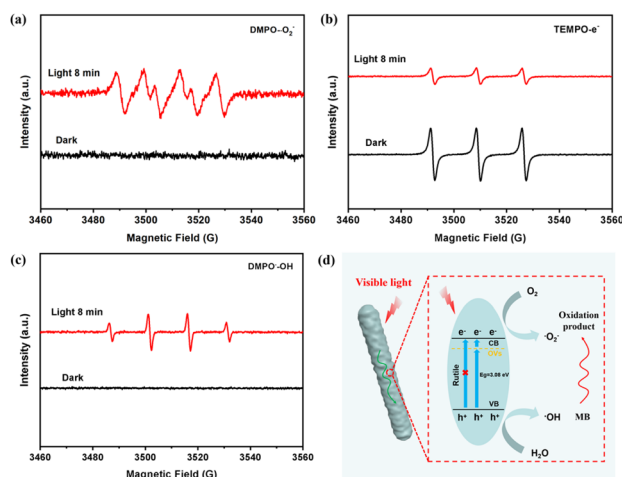 (a)
DMPO-·O₂⁻
Light 8 min
Dark
Intensity (a.u.)
3460 3480 3500 3520 3540 3560
Magnetic Field (G)
(b)
TEMPO-e⁻
Light 8 min
Dark
Intensity (a.u.)
3460 3480 3500 3520 3540 3560
Magnetic Field (G)
(c)
DMPO·-OH
Light 8 min
Dark
Intensity (a.u.)
3460 3480 3500 3520 3540 3560
Magnetic Field (G)
(d)
Visible light
O₂
Oxidation
product
e⁻ e⁻ e⁻
CB
OVs
·O₂⁻
Rutile
Eg=3.06 eV
VB
h⁺ h⁺ h⁺
·OH
MB
H₂O